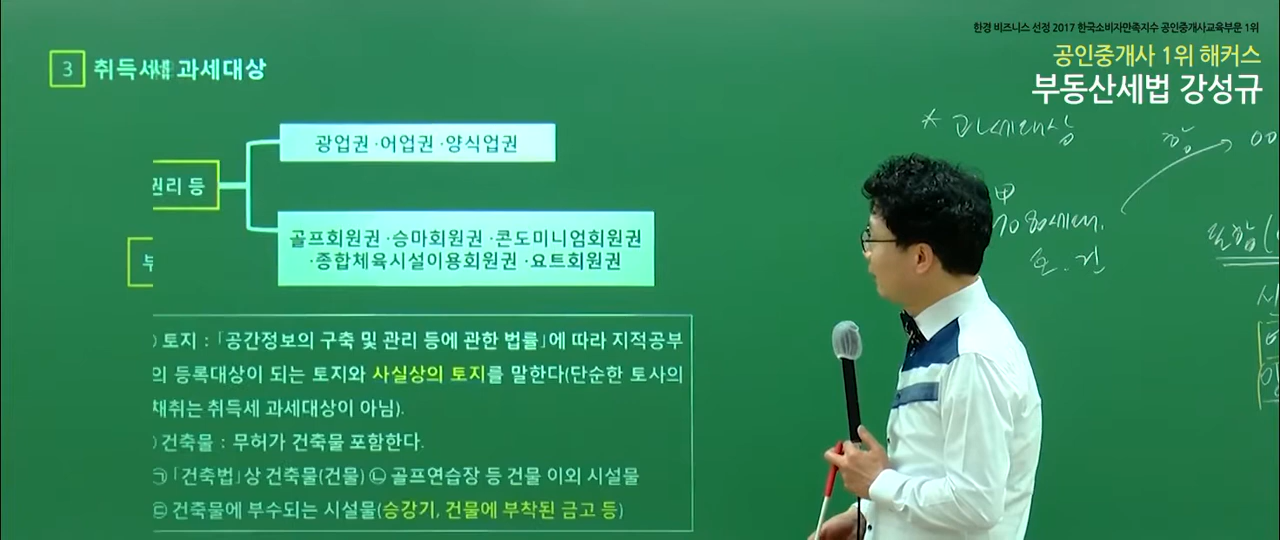 한경 비즈니스 선정 2017 한국소비자만족지수 공인중개사교육부문 1위
공인중개사 1위 해커스
부동산세법 강성규
3 취득세 과세대상
광업권·어업권·양식업권
권리 등
골프회원권·승마회원권·콘도미니엄회원권
·종합체육시설이용회원권·요트회원권
부
) 토지 : 「공간정보의 구축 및 관리 등에 관한 법률」에 따라 지적공부
의 등록대상이 되는 토지와 사실상의 토지를 말한다(단순한 토사의
채취는 취득세 과세대상이 아님).
) 건축물 : 무허가 건축물 포함한다.
㉠ 「건축법」상 건축물(건물) ㉡ 골프연습장 등 건물 이외 시설물
㉢ 건축물에 부수되는 시설물(승강기, 건물에 부착된 금고 등)
* 과세대상
甲